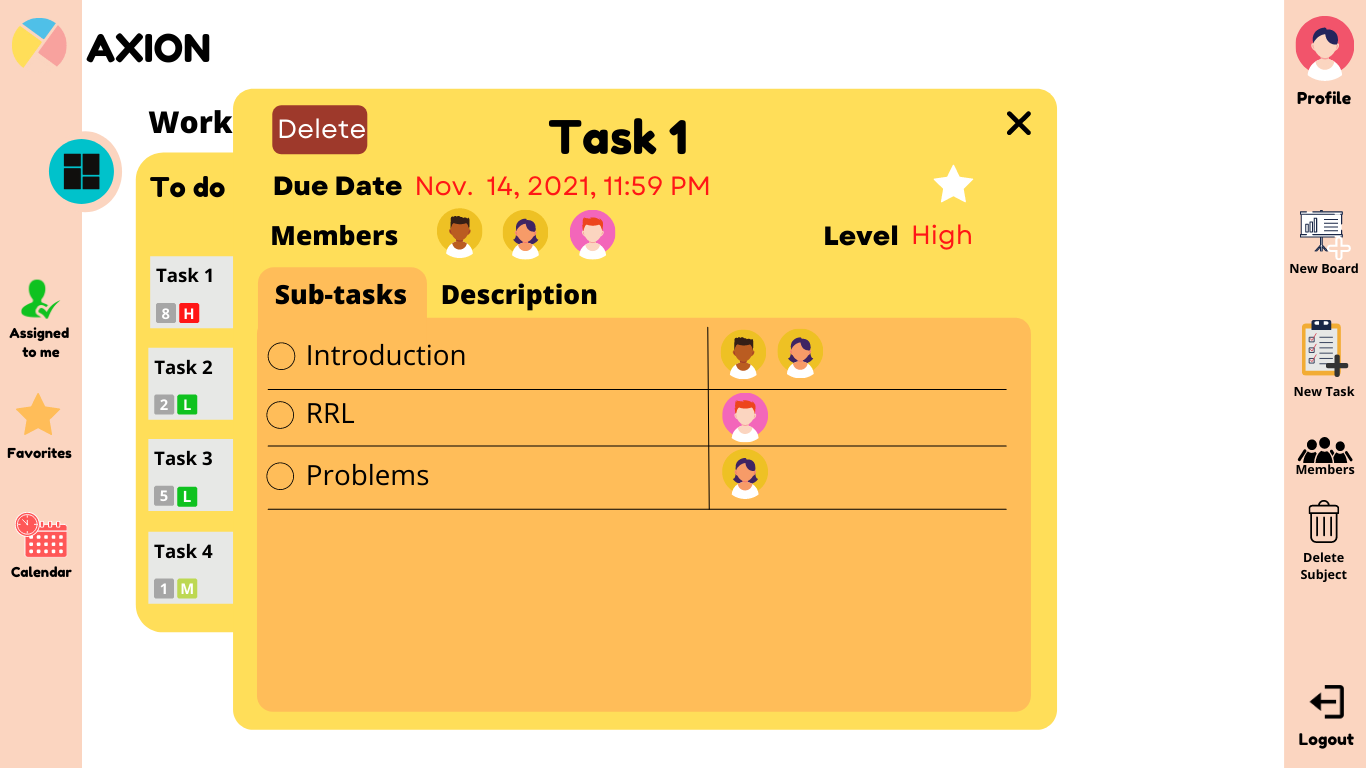 AXION
Profile
Work
Delete
Task 1
To do
Due Date Nov. 14, 2021, 11:59 PM
Members
Level High
Task 1
8 H
Sub-tasks Description
Introduction
RRL
Problems
Task 2
2 L
Task 3
5 L
Task 4
1 M
Assigned
to me
Favorites
Calendar
New Board
New Task
Members
Delete
Subject
Logout